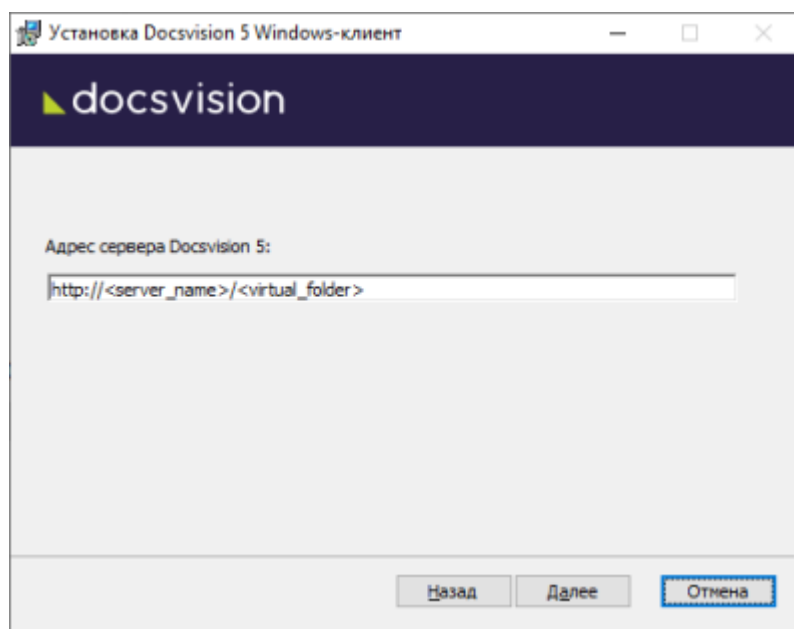 Установка Docsvision 5 Windows-клиент
docsvision
Адрес сервера Docsvision 5:
http://<server_name>/<virtual_folder>
Назад Далее Отмена